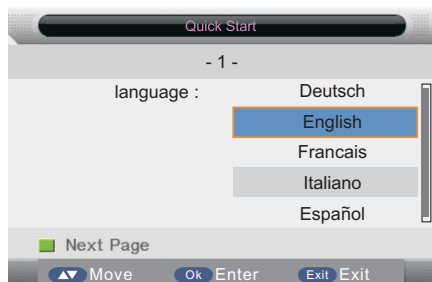 Quick Start
- 1 -
language : Deutsch
English
Francais
Italiano
Español
Next Page
Move Ok Enter Exit Exit